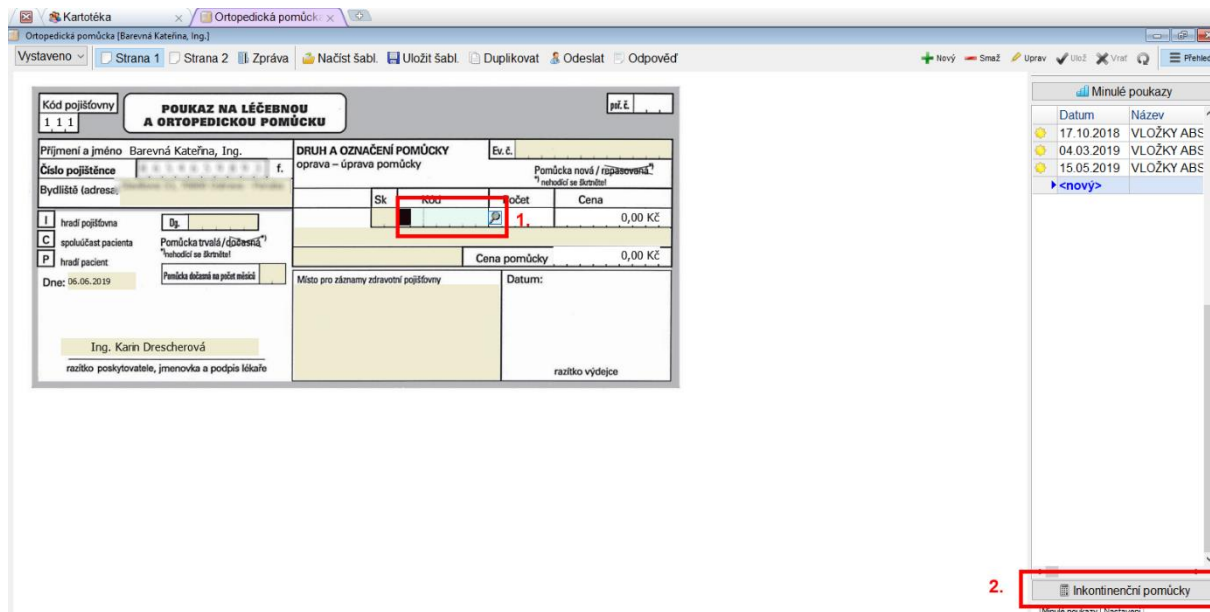 Kartotéka
Ortopedická pomůcka
Ortopedická pomůcka [Barevná Kateřina, Ing.]
Vystaveno Strana 1 Strana 2 Zpráva Načíst šabl. Uložit šabl. Duplikovat Odeslat Odpověď Nový Smaž Uprav Ulož Vrať Přehled
Minulé poukazy
Datum Název
17.10.2018 VLOŽKY ABS
04.03.2019 VLOŽKY ABS
15.05.2019 VLOŽKY ABS
<nový>
Kód pojišťovny
1 1 1
POUKAZ NA LÉČEBNOU
A ORTOPEDICKOU POMŮCKU
poř. č.
Příjmení a jméno Barevná Kateřina, Ing.
Číslo pojištěnce f.
Bydliště (adresa)
DRUH A OZNAČENÍ POMŮCKY
oprava – úprava pomůcky
Ev. č.
Pomůcka nová / repasovaná*)
*) nehodící se škrtněte!
Sk Kód Počet Cena
1. 0,00 Kč
Cena pomůcky 0,00 Kč
I hradí pojišťovna
C spoluúčast pacienta
P hradí pacient
Dg.
Pomůcka trvalá / dočasná*)
*)nehodící se škrtněte!
Pomůcka dočasná na počet měsíců
Dne: 06.06.2019
Místo pro záznamy zdravotní pojišťovny
Datum:
Ing. Karin Drescherová
razítko poskytovatele, jmenovka a podpis lékaře
razítko výdejce
2. Inkontinenční pomůcky
Minulé poukazy Nastavení